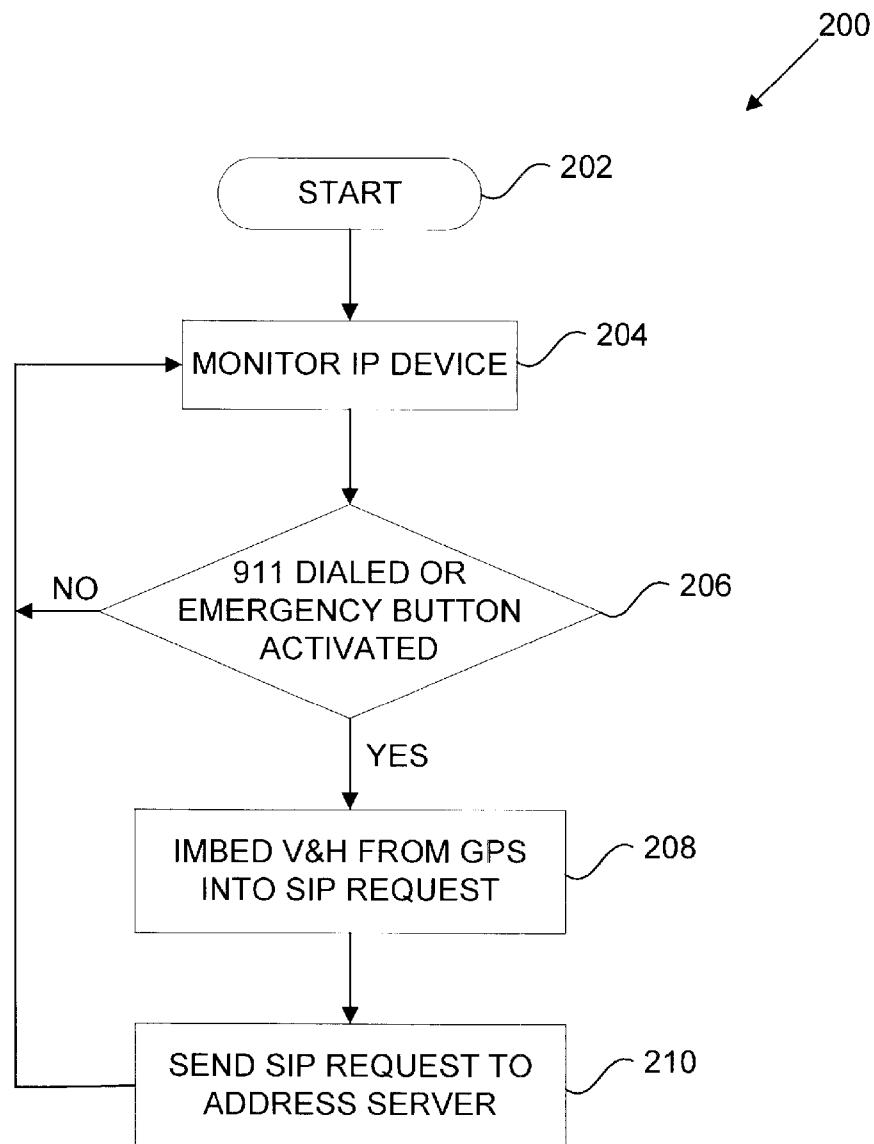 200
START
202
MONITOR IP DEVICE
204
911 DIALED OR
EMERGENCY BUTTON
ACTIVATED
206
NO
YES
IMBED V&H FROM GPS
INTO SIP REQUEST
208
SEND SIP REQUEST TO
ADDRESS SERVER
210